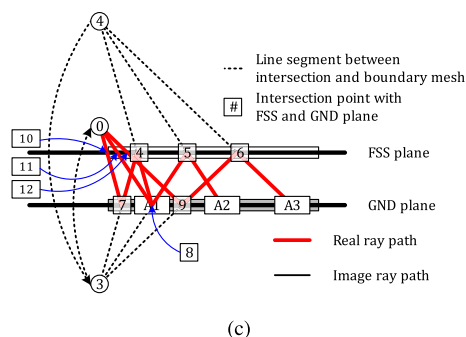 4
Line segment between
intersection and boundary mesh
# Intersection point with
FSS and GND plane
0
10
11
12
4 5 6
FSS plane
7 A1 9 A2 A3
GND plane
8
Real ray path
3
Image ray path
(c)